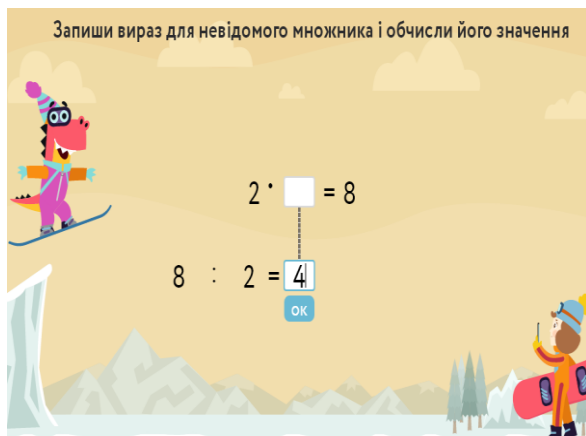 Запиши вираз для невідомого множника і обчисли його значення
2 · = 8
8 : 2 = 4
ок